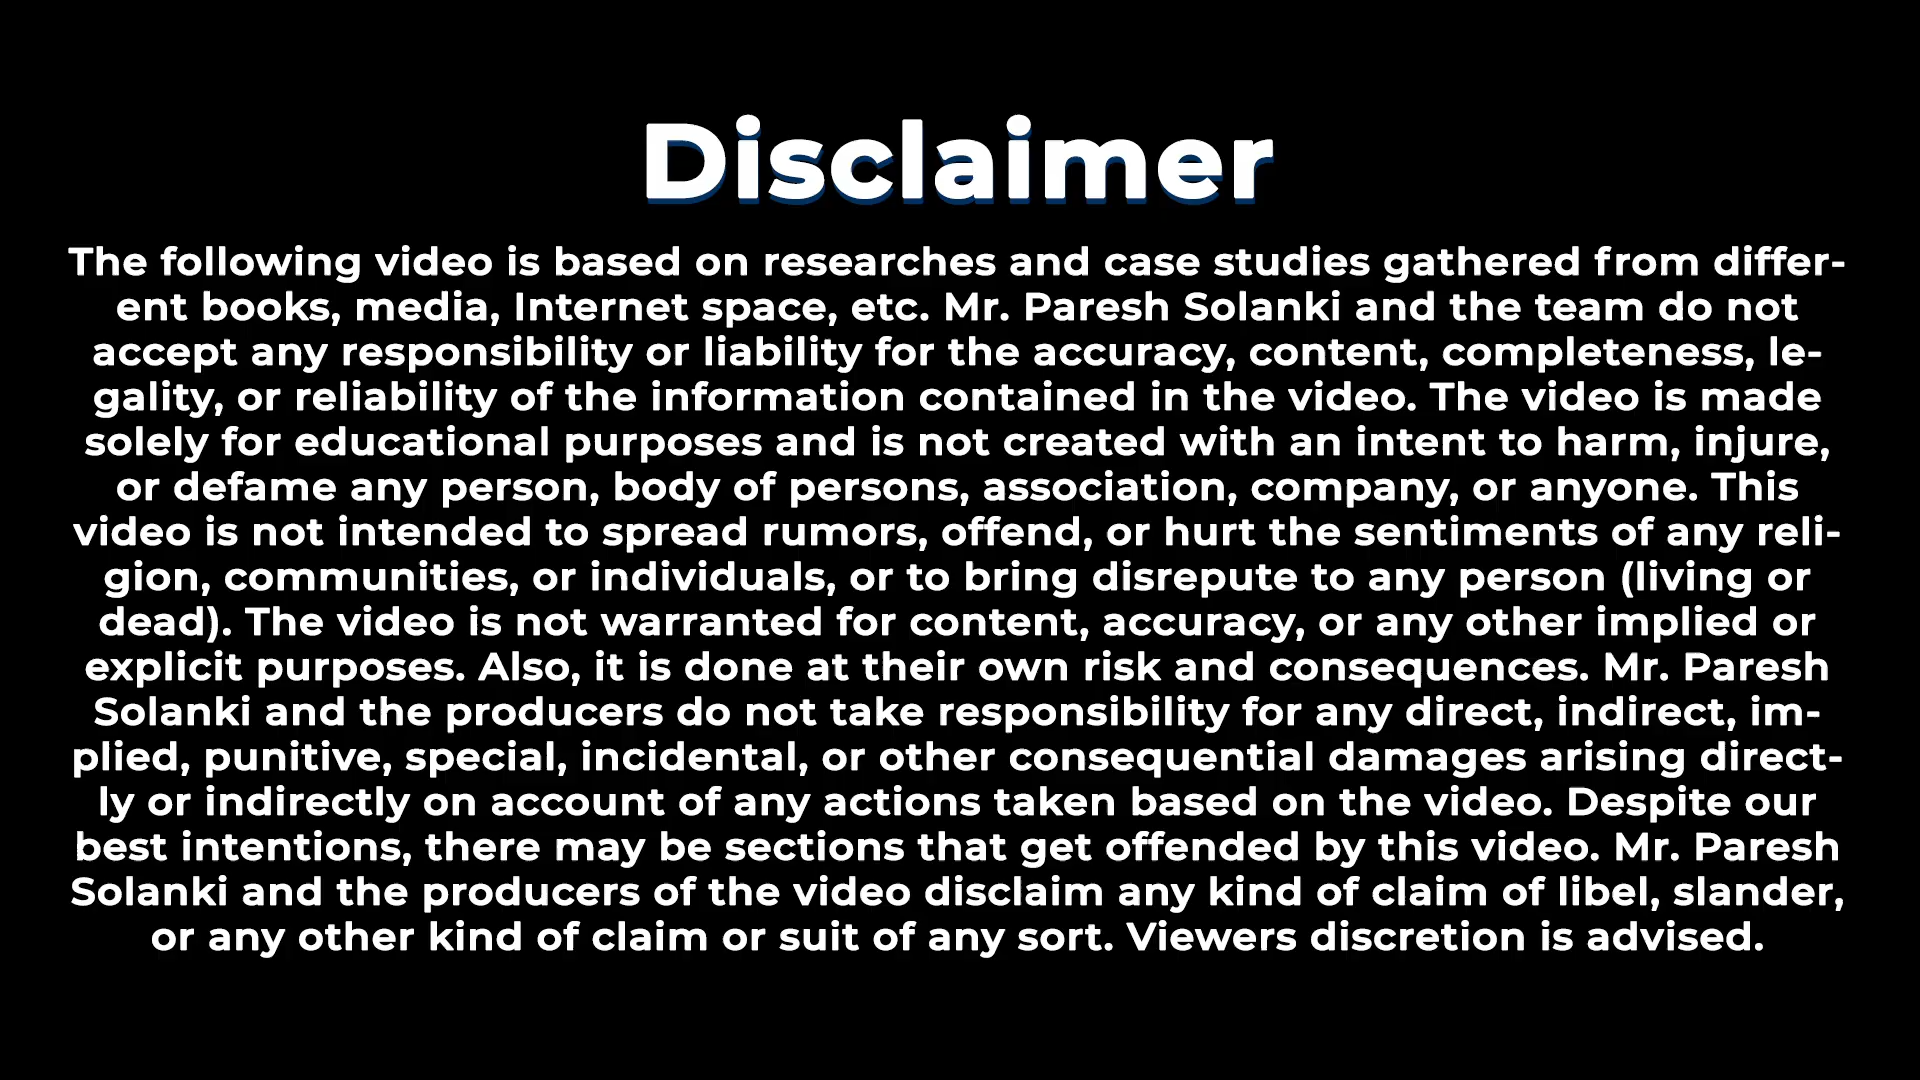 Disclaimer
The following video is based on researches and case studies gathered from differ-
ent books, media, Internet space, etc. Mr. Paresh Solanki and the team do not
accept any responsibility or liability for the accuracy, content, completeness, le-
gality, or reliability of the information contained in the video. The video is made
solely for educational purposes and is not created with an intent to harm, injure,
or defame any person, body of persons, association, company, or anyone. This
video is not intended to spread rumors, offend, or hurt the sentiments of any reli-
gion, communities, or individuals, or to bring disrepute to any person (living or
dead). The video is not warranted for content, accuracy, or any other implied or
explicit purposes. Also, it is done at their own risk and consequences. Mr. Paresh
Solanki and the producers do not take responsibility for any direct, indirect, im-
plied, punitive, special, incidental, or other consequential damages arising direct-
ly or indirectly on account of any actions taken based on the video. Despite our
best intentions, there may be sections that get offended by this video. Mr. Paresh
Solanki and the producers of the video disclaim any kind of claim of libel, slander,
or any other kind of claim or suit of any sort. Viewers discretion is advised.